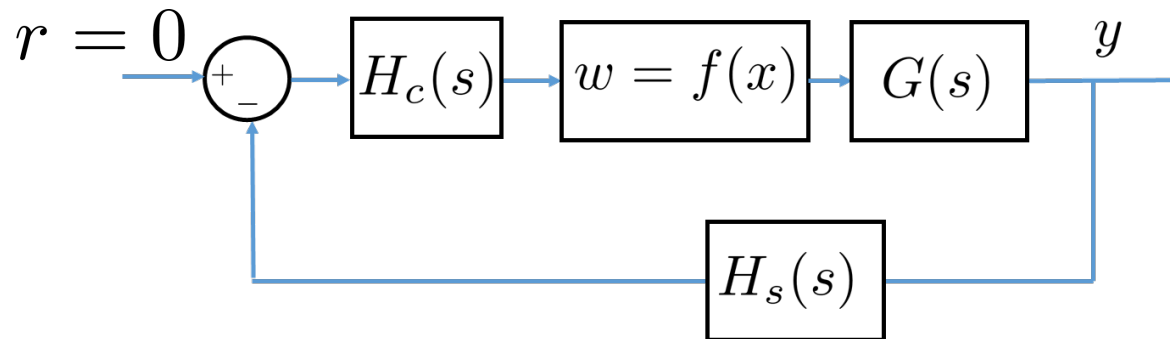 r = 0
+
−
H_c(s)
w = f(x)
G(s)
y
H_s(s)